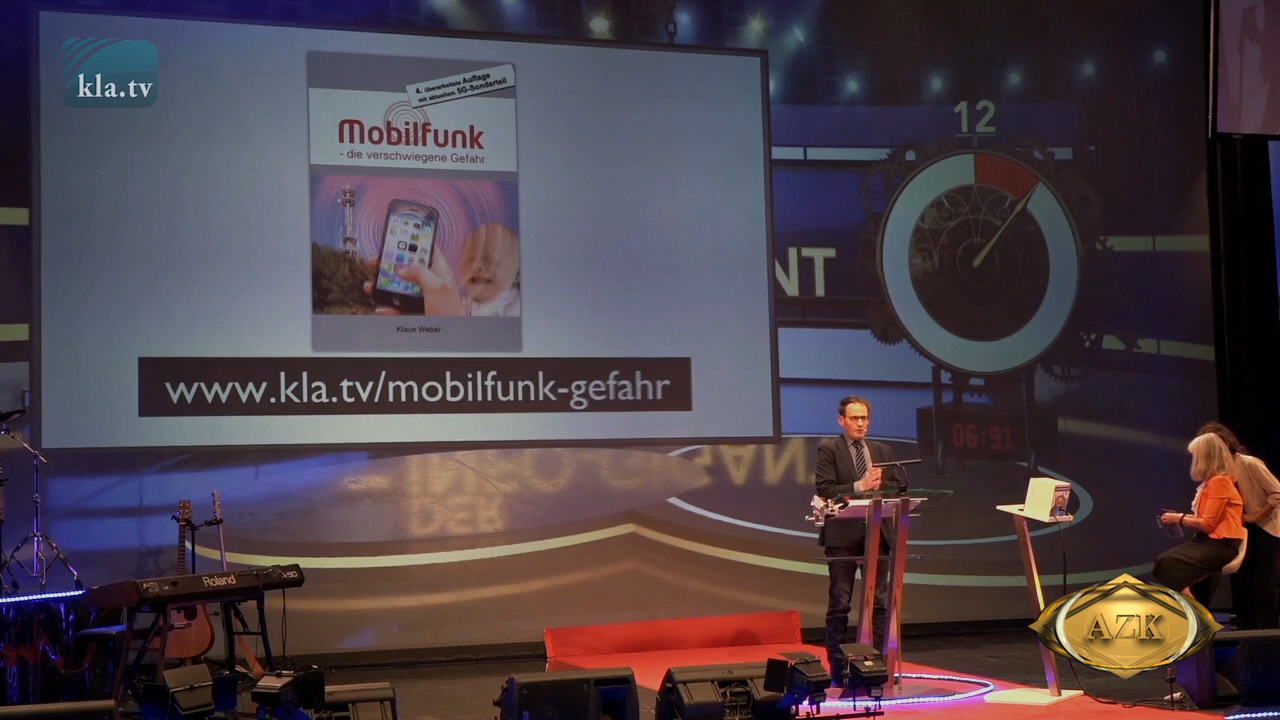 kla.tv
4. überarbeitete Auflage
mit aktuellem 5G-Sonderteil
Mobilfunk
- die verschwiegene Gefahr
Klaus Weber
www.kla.tv/mobilfunk-gefahr
12
NT
06:91
Roland
AZK